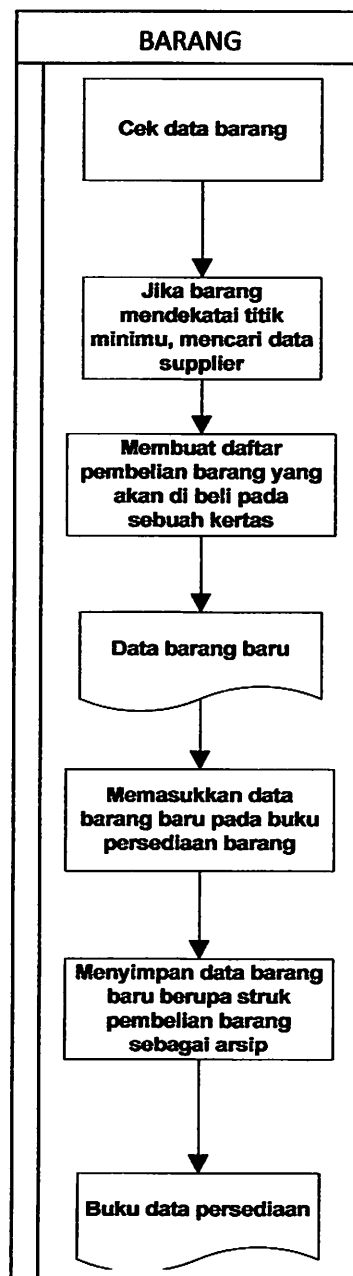 BARANG
Cek data barang
Jika barang
mendekatai titik
minimu, mencari data
supplier
Membuat daftar
pembelian barang yang
akan di beli pada
sebuah kertas
Data barang baru
Memasukkan data
barang baru pada buku
persediaan barang
Menyimpan data barang
baru berupa struk
pembelian barang
sebagai arsip
Buku data persediaan